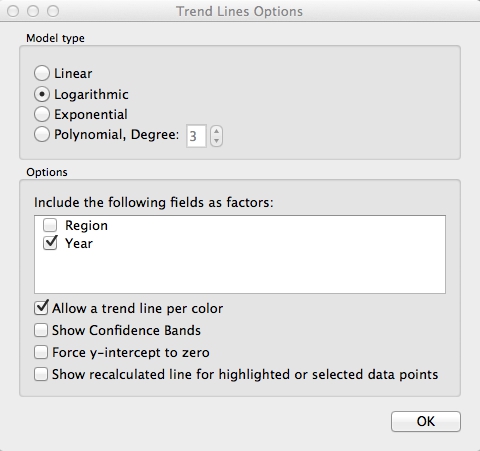 Trend Lines Options
Model type
Linear
Logarithmic
Exponential
Polynomial, Degree: 3
Options
Include the following fields as factors:
Region
Year
Allow a trend line per color
Show Confidence Bands
Force y-intercept to zero
Show recalculated line for highlighted or selected data points
OK